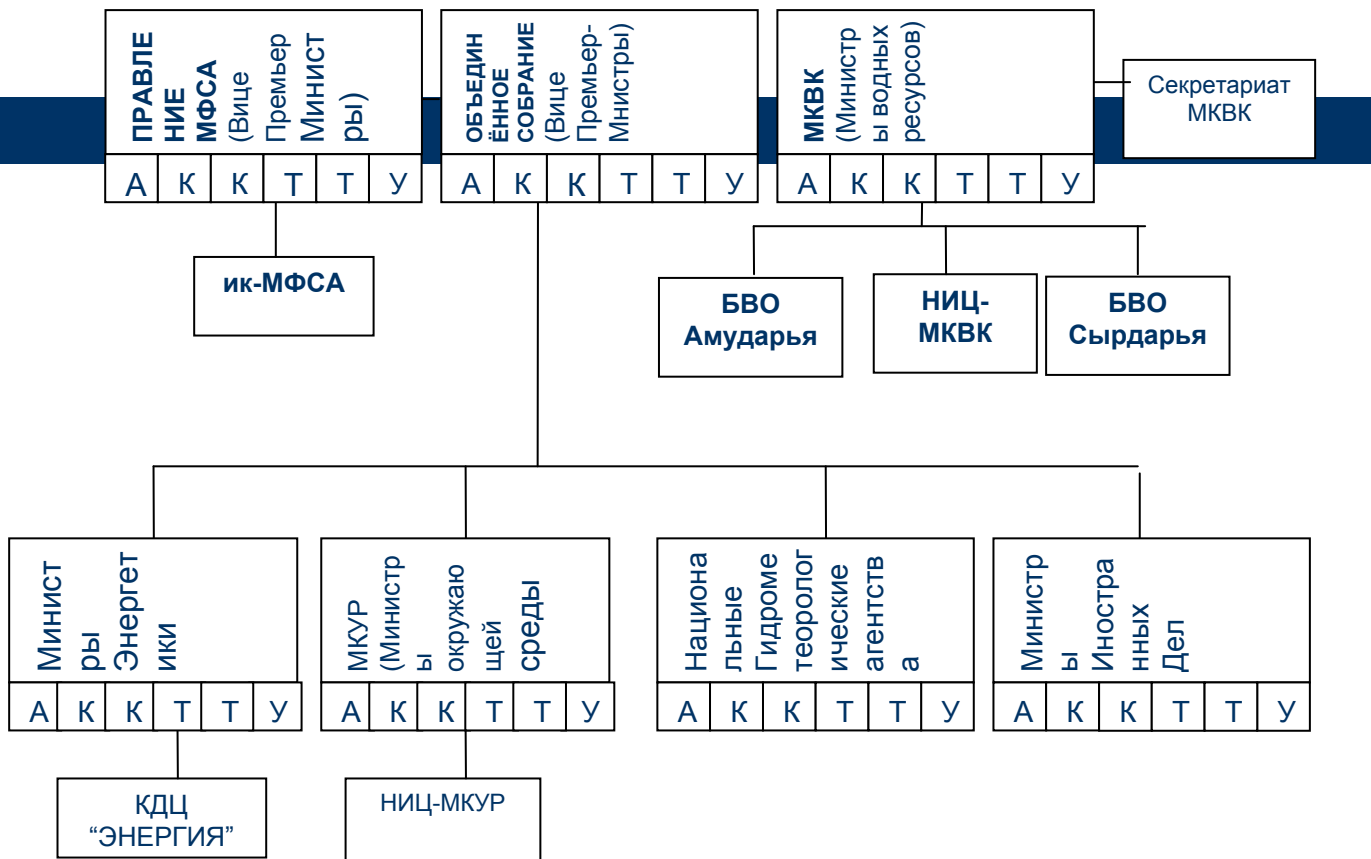 ПРАВЛЕ
НИЕ
МФСА
(Вице
Премьер
Минист
ры)
А К К Т Т У
ОБЪЕДИН
ЁННОЕ
СОБРАНИЕ
(Вице
Премьер-
Мнистры)
А К К Т Т У
МКВК
(Министр
ы водных
ресурсов)
А К К Т Т У
Секретариат
МКВК
ик-МФСА
БВО
Амударья
НИЦ-
МКВК
БВО
Сырдарья
Минист
ры
Энергет
ики
А К К Т Т У
МКУР
(Министр
ы
окружаю
щей
среды
А К К Т Т У
Национа
льные
Гидроме
теоролог
ические
агентств
а
А К К Т Т У
Министр
ы
Иностра
нных
Дел
А К К Т Т У
КДЦ
“ЭНЕРГИЯ”
НИЦ-МКУР